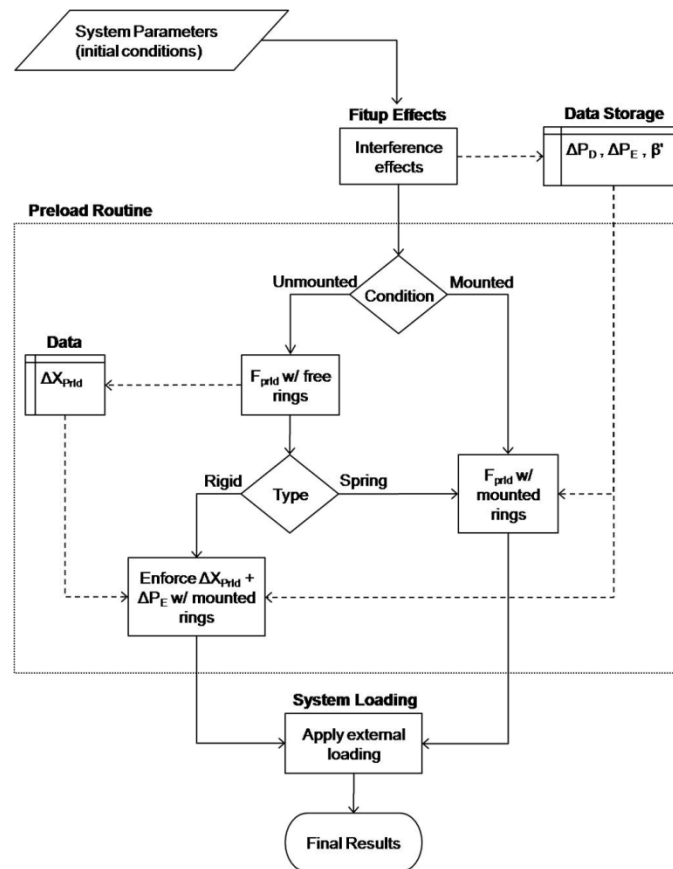 System Parameters
(initial conditions)
Fitup Effects
Data Storage
Interference
effects
ΔP_D , ΔP_E , β'
Preload Routine
Unmounted
Mounted
Condition
Data
ΔX_Prld
F_prld w/ free
rings
Rigid
Spring
Type
F_prld w/
mounted
rings
Enforce ΔX_Prld +
ΔP_E w/ mounted
rings
System Loading
Apply external
loading
Final Results